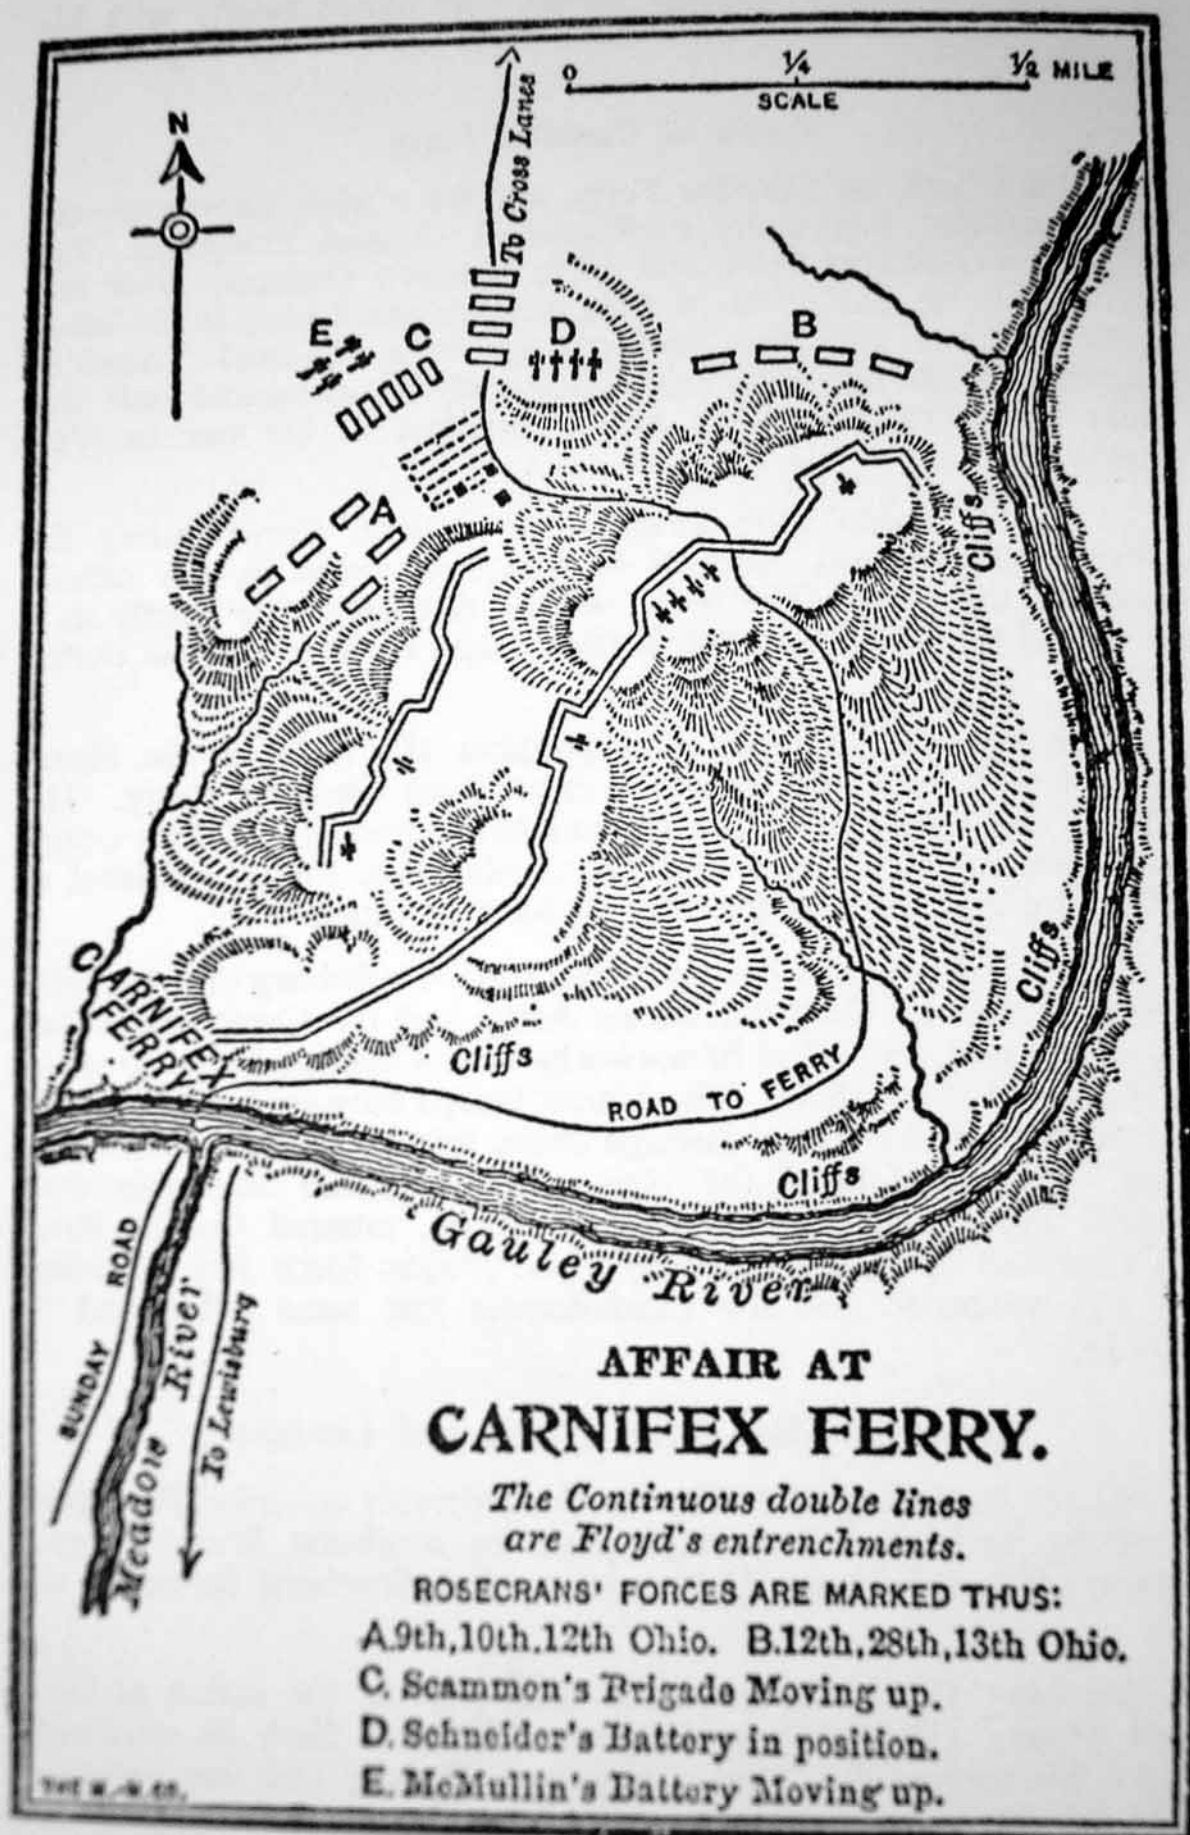 0 1/4 1/2 MILE
SCALE
N
To Cross Lanes
E C D B
A
Cliffs
Cliffs
CARNIFEX
FERRY
Cliffs
ROAD TO FERRY
Cliffs
Gauley River
SUNDAY ROAD
Meadow River
To Lewisburg
AFFAIR AT
CARNIFEX FERRY.
The Continuous double lines
are Floyd's entrenchments.
ROSECRANS' FORCES ARE MARKED THUS:
A.9th,10th.12th Ohio. B.12th,28th,13th Ohio.
C. Scammon's Brigade Moving up.
D. Schneider's Battery in position.
E. McMullin's Battery Moving up.
THE M.-N. CO.